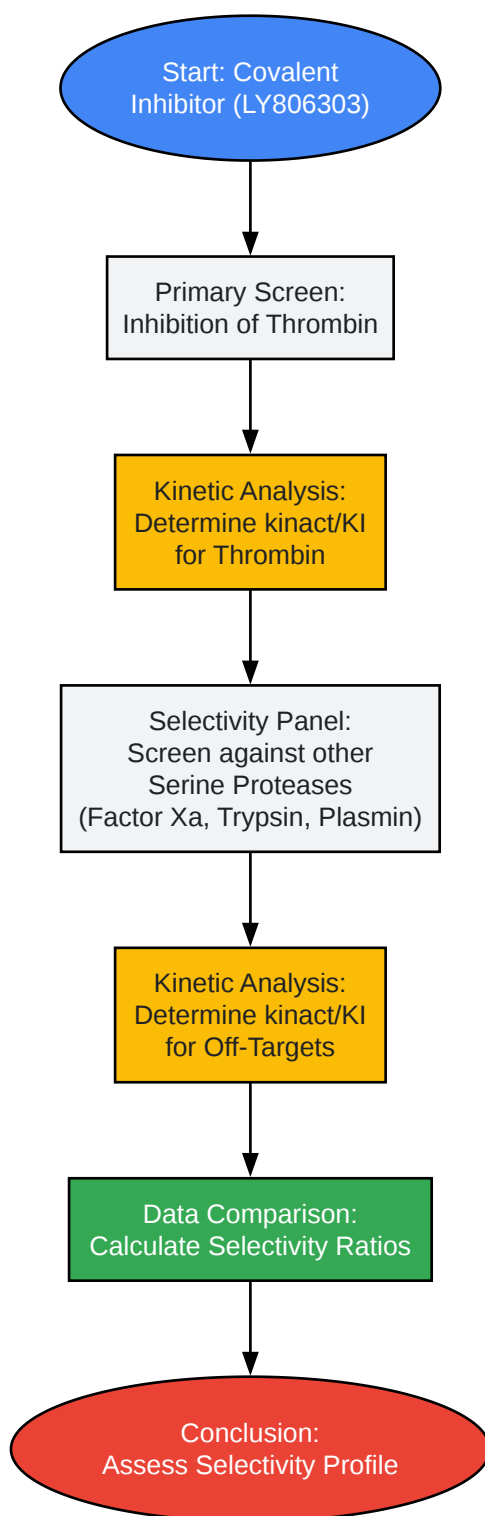 Start: Covalent
Inhibitor (LY806303)
Primary Screen:
Inhibition of Thrombin
Kinetic Analysis:
Determine kinact/KI
for Thrombin
Selectivity Panel:
Screen against other
Serine Proteases
(Factor Xa, Trypsin, Plasmin)
Kinetic Analysis:
Determine kinact/KI
for Off-Targets
Data Comparison:
Calculate Selectivity Ratios
Conclusion:
Assess Selectivity Profile